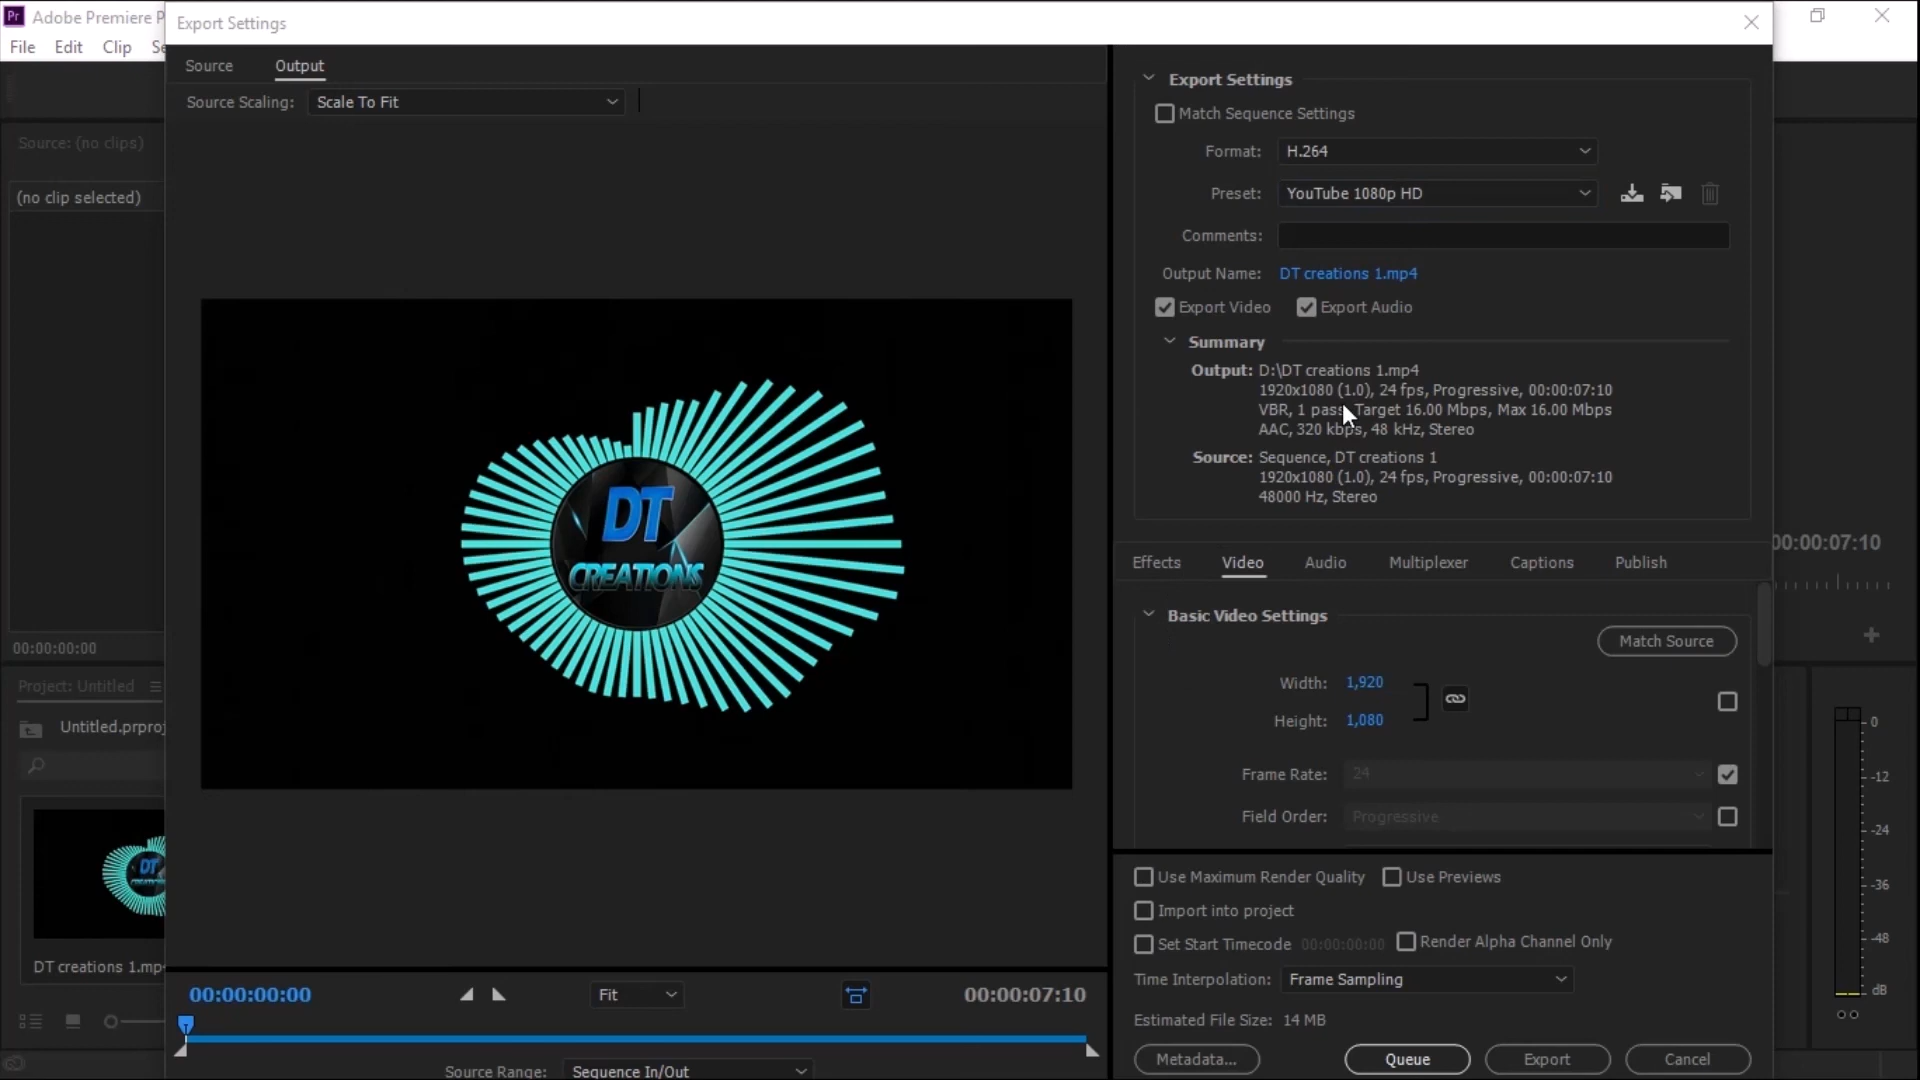 Pr Adobe Premiere P
File Edit Clip Se
Export Settings
Source Output
Source Scaling: Scale To Fit
Source: (no clips)
(no clip selected)
00:00:00:00
Project: Untitled
Untitled.prproj
DT creations 1.mp
DT
CREATIONS
00:00:00:00 Fit 00:00:07:10
Source Range: Sequence In/Out
Export Settings
Match Sequence Settings
Format: H.264
Preset: YouTube 1080p HD
Comments:
Output Name: DT creations 1.mp4
Export Video Export Audio
Summary
Output: D:\DT creations 1.mp4
1920x1080 (1.0), 24 fps, Progressive, 00:00:07:10
VBR, 1 pass, Target 16.00 Mbps, Max 16.00 Mbps
AAC, 320 kbps, 48 kHz, Stereo
Source: Sequence, DT creations 1
1920x1080 (1.0), 24 fps, Progressive, 00:00:07:10
48000 Hz, Stereo
Effects Video Audio Multiplexer Captions Publish
Basic Video Settings
Match Source
Width: 1,920
Height: 1,080
Frame Rate: 24
Field Order: Progressive
Use Maximum Render Quality Use Previews
Import into project
Set Start Timecode 00:00:00:00 Render Alpha Channel Only
Time Interpolation: Frame Sampling
Estimated File Size: 14 MB
Metadata... Queue Export Cancel
00:00:07:10
0
-12
-24
-36
-48
dB